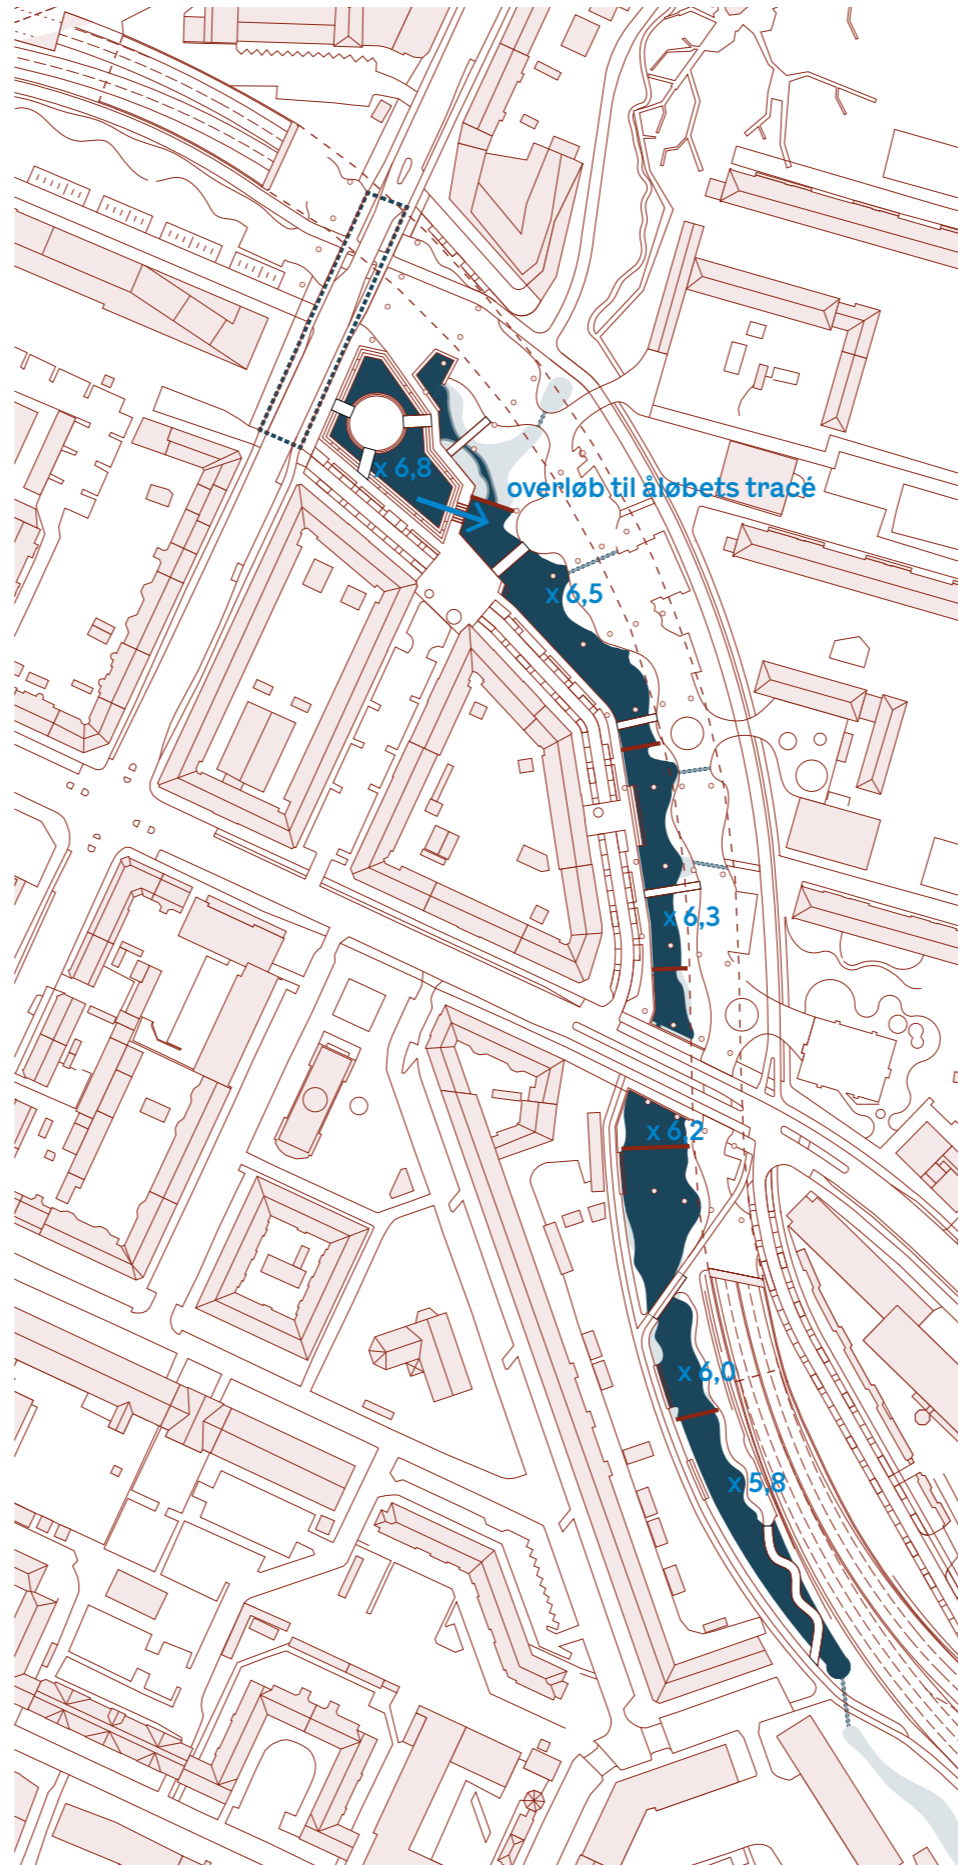 x 6,8
overløb til åløbets tracé
x 6,5
x 6,3
x 6,2
x 6,0
x 5,8